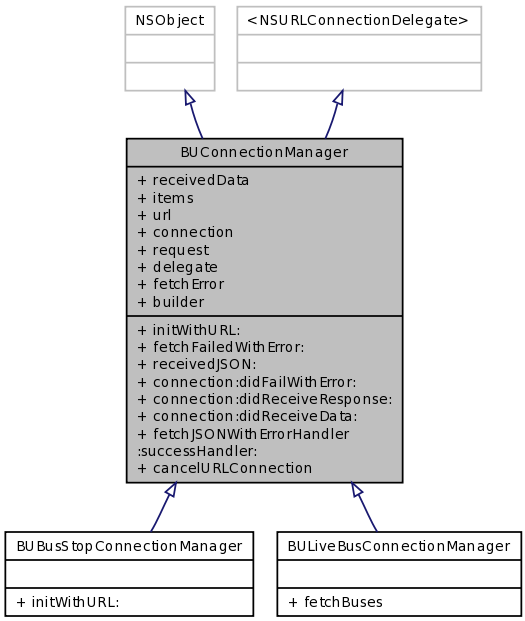 NSObject
<NSURLConnectionDelegate>
BUConnectionManager
+ receivedData
+ items
+ url
+ connection
+ request
+ delegate
+ fetchError
+ builder
+ initWithURL:
+ fetchFailedWithError:
+ receivedJSON:
+ connection:didFailWithError:
+ connection:didReceiveResponse:
+ connection:didReceiveData:
+ fetchJSONWithErrorHandler
:successHandler:
+ cancelURLConnection
BUBusStopConnectionManager
+ initWithURL:
BULiveBusConnectionManager
+ fetchBuses